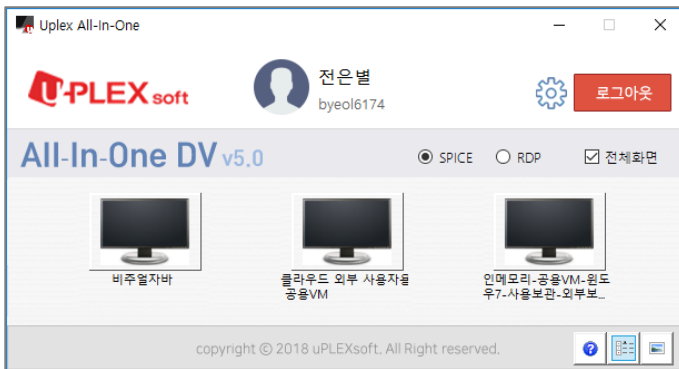 Uplex All-In-One
U-PLEX soft
전은별
byeol6174
로그아웃
All-In-One DV v5.0
SPICE
RDP
전체화면
비주얼자바
클라우드 외부 사용자용
공용VM
인메모리-공용VM-윈도
우7-사용보관-외부보...
copyright © 2018 uPLEXsoft. All Right reserved.